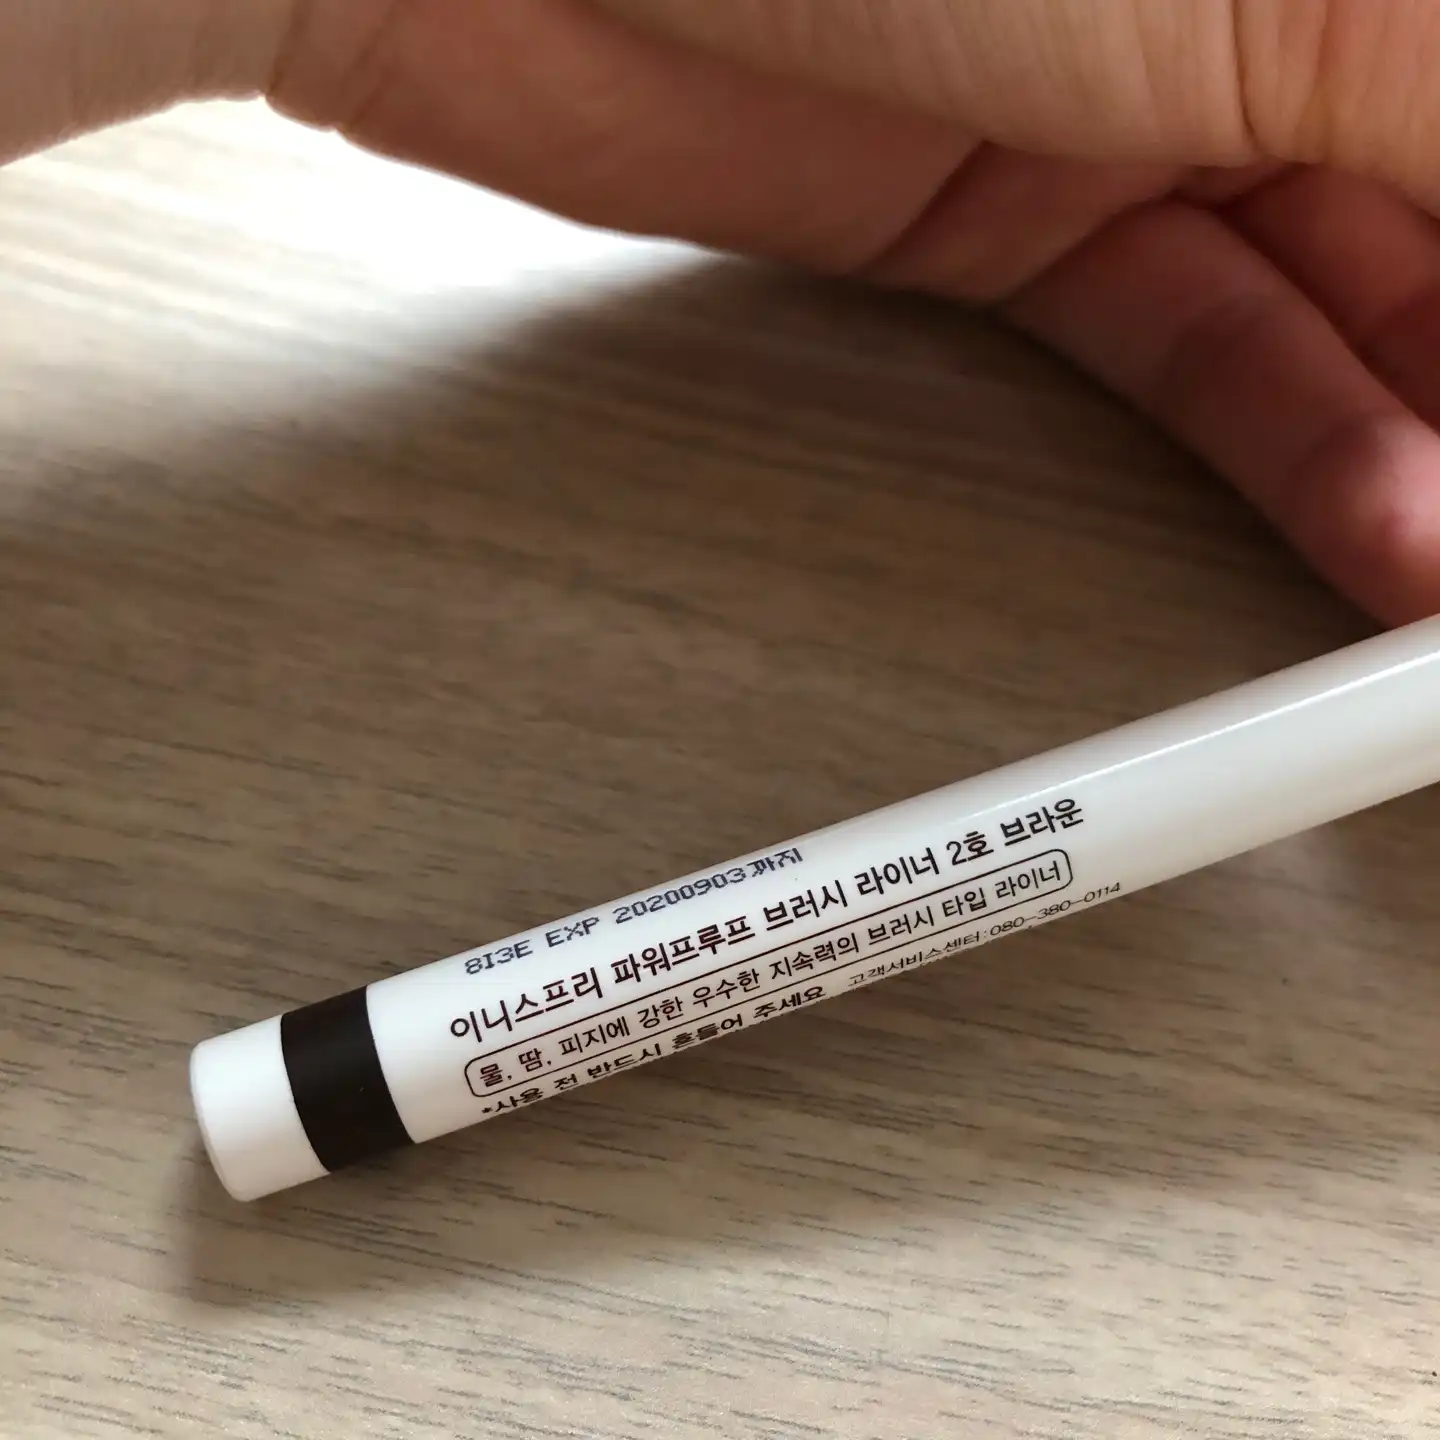 8I3E EXP 20200903까지
이니스프리 파워프루프 브러시 라이너 2호 브라운
물, 땀, 피지에 강한 우수한 지속력의 브러시 타입 라이너
*사용 전 반드시 흔들어 주세요 고객서비스센터:080-380-0114